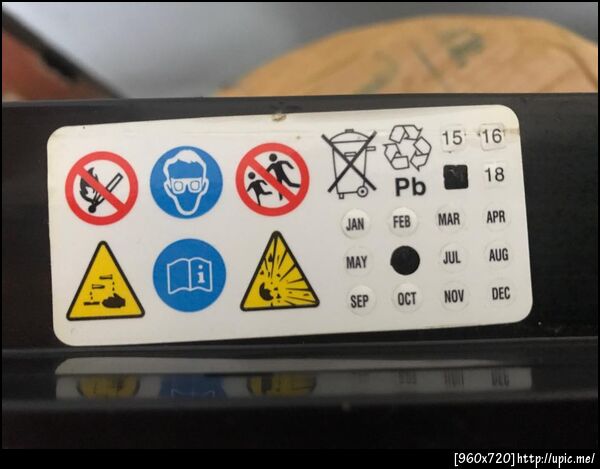 15 16
Pb 18
JAN FEB MAR APR
MAY JUL AUG
SEP OCT NOV DEC
i
[960x720]http://upic.me/